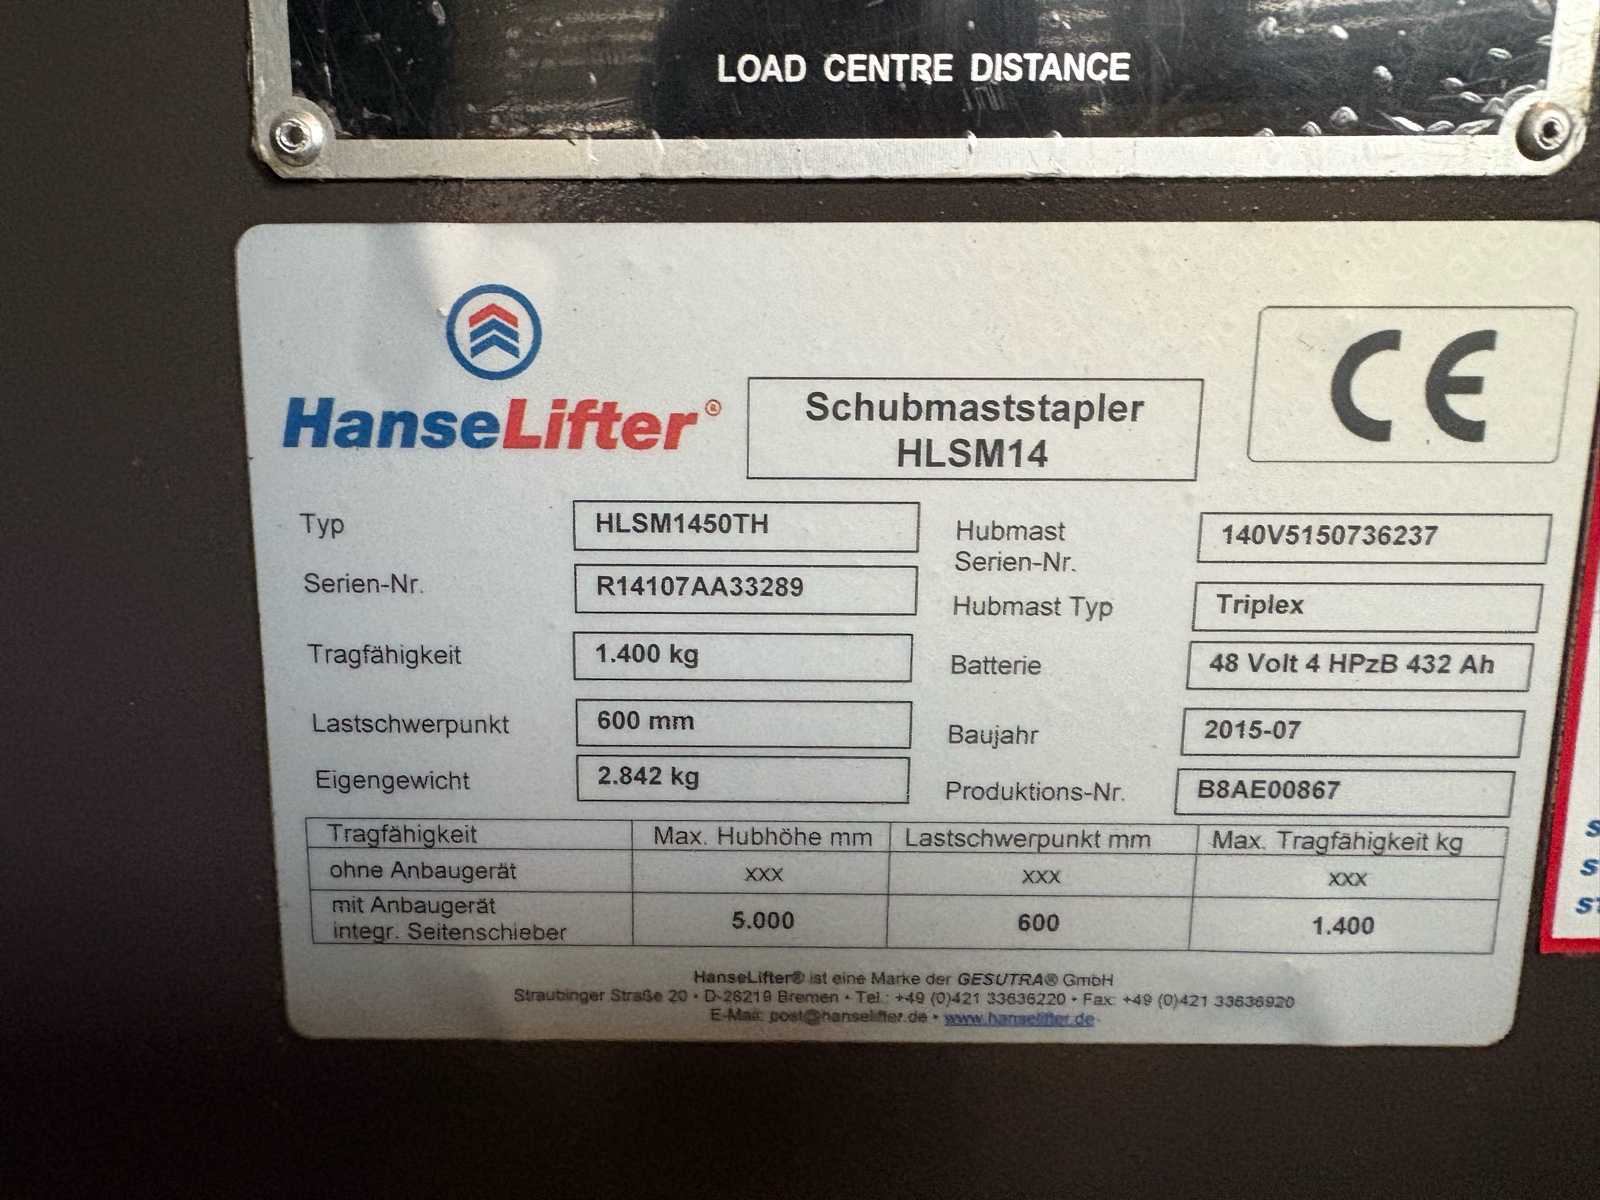 LOAD CENTRE DISTANCE
HanseLifter®
Schubmaststapler
HLSM14
CE
Typ HLSM1450TH
Hubmast
Serien-Nr. 140V5150736237
Serien-Nr. R14107AA33289
Hubmast Typ Triplex
Tragfähigkeit 1.400 kg
Batterie 48 Volt 4 HPzB 432 Ah
Lastschwerpunkt 600 mm
Baujahr 2015-07
Eigengewicht 2.842 kg
Produktions-Nr. B8AE00867
Tragfähigkeit Max. Hubhöhe mm Lastschwerpunkt mm Max. Tragfähigkeit kg
ohne Anbaugerät xxx xxx xxx
mit Anbaugerät
integr. Seitenschieber 5.000 600 1.400
HanseLifter® ist eine Marke der GESUTRA® GmbH
Straubinger Straße 20 • D-28219 Bremen • Tel.: +49 (0)421 33636220 • Fax: +49 (0)421 33636920
E-Mail: post@hanselifter.de • www.hanselifter.de